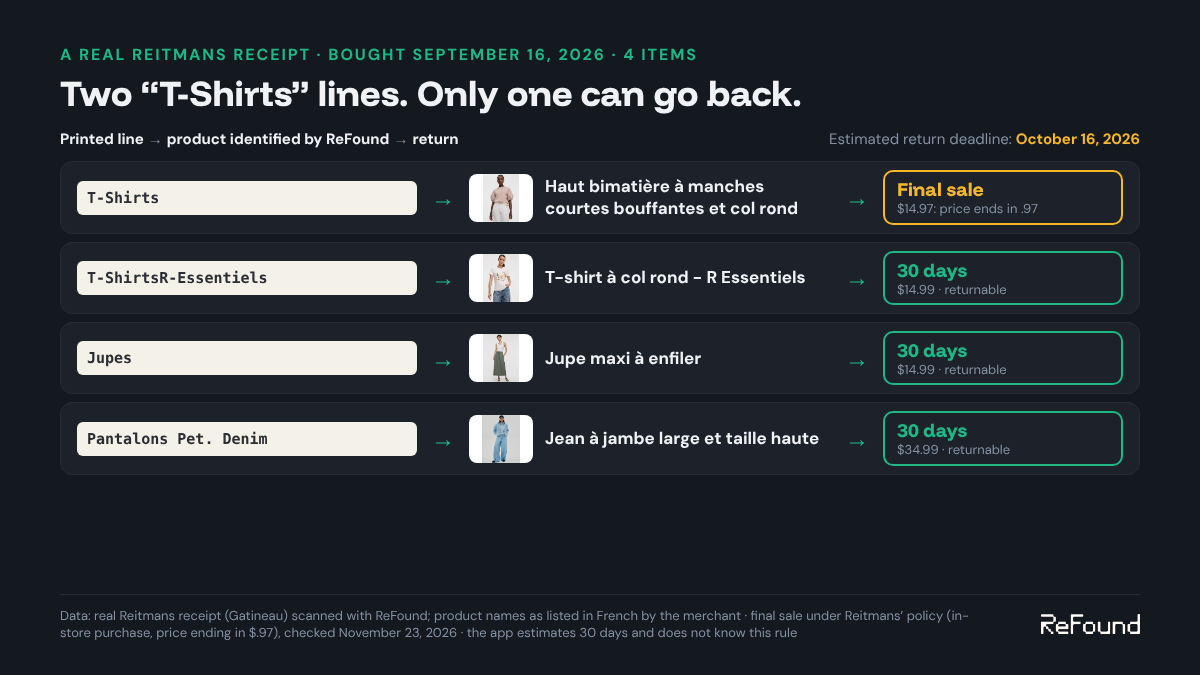 A REAL REITMANS RECEIPT · BOUGHT SEPTEMBER 16, 2026 · 4 ITEMS
Two “T-Shirts” lines. Only one can go back.
Printed line → product identified by ReFound → return
Estimated return deadline: October 16, 2026
T-Shirts → Haut bimatière à manches
courtes bouffantes et col rond →
Final sale
$14.97: price ends in .97
T-ShirtsR-Essentiels → T-shirt à col rond - R Essentiels →
30 days
$14.99 · returnable
Jupes → Jupe maxi à enfiler →
30 days
$14.99 · returnable
Pantalons Pet. Denim → Jean à jambe large et taille haute →
30 days
$34.99 · returnable
Data: real Reitmans receipt (Gatineau) scanned with ReFound; product names as listed in French by the merchant · final sale under Reitmans’ policy (in-
store purchase, price ending in $.97), checked November 23, 2026 · the app estimates 30 days and does not know this rule
ReFound